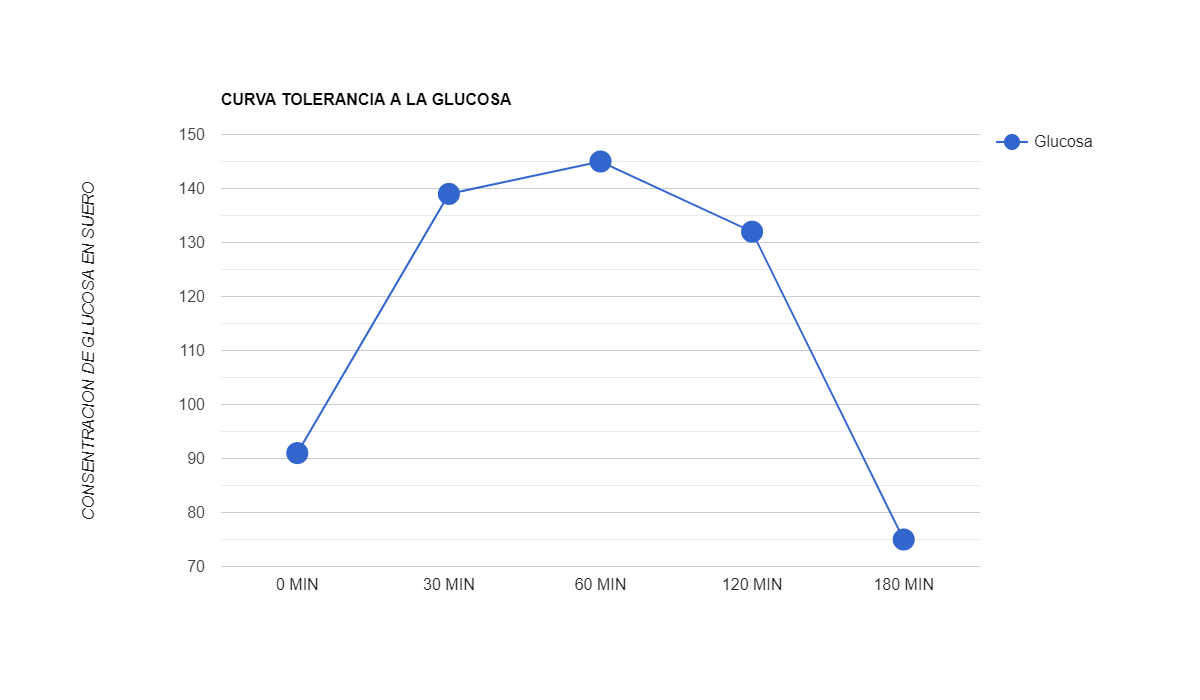 CURVA TOLERANCIA A LA GLUCOSA
Glucosa
CONSENTRACION DE GLUCOSA EN SUERO
150
140
130
120
110
100
90
80
70
0 MIN
30 MIN
60 MIN
120 MIN
180 MIN